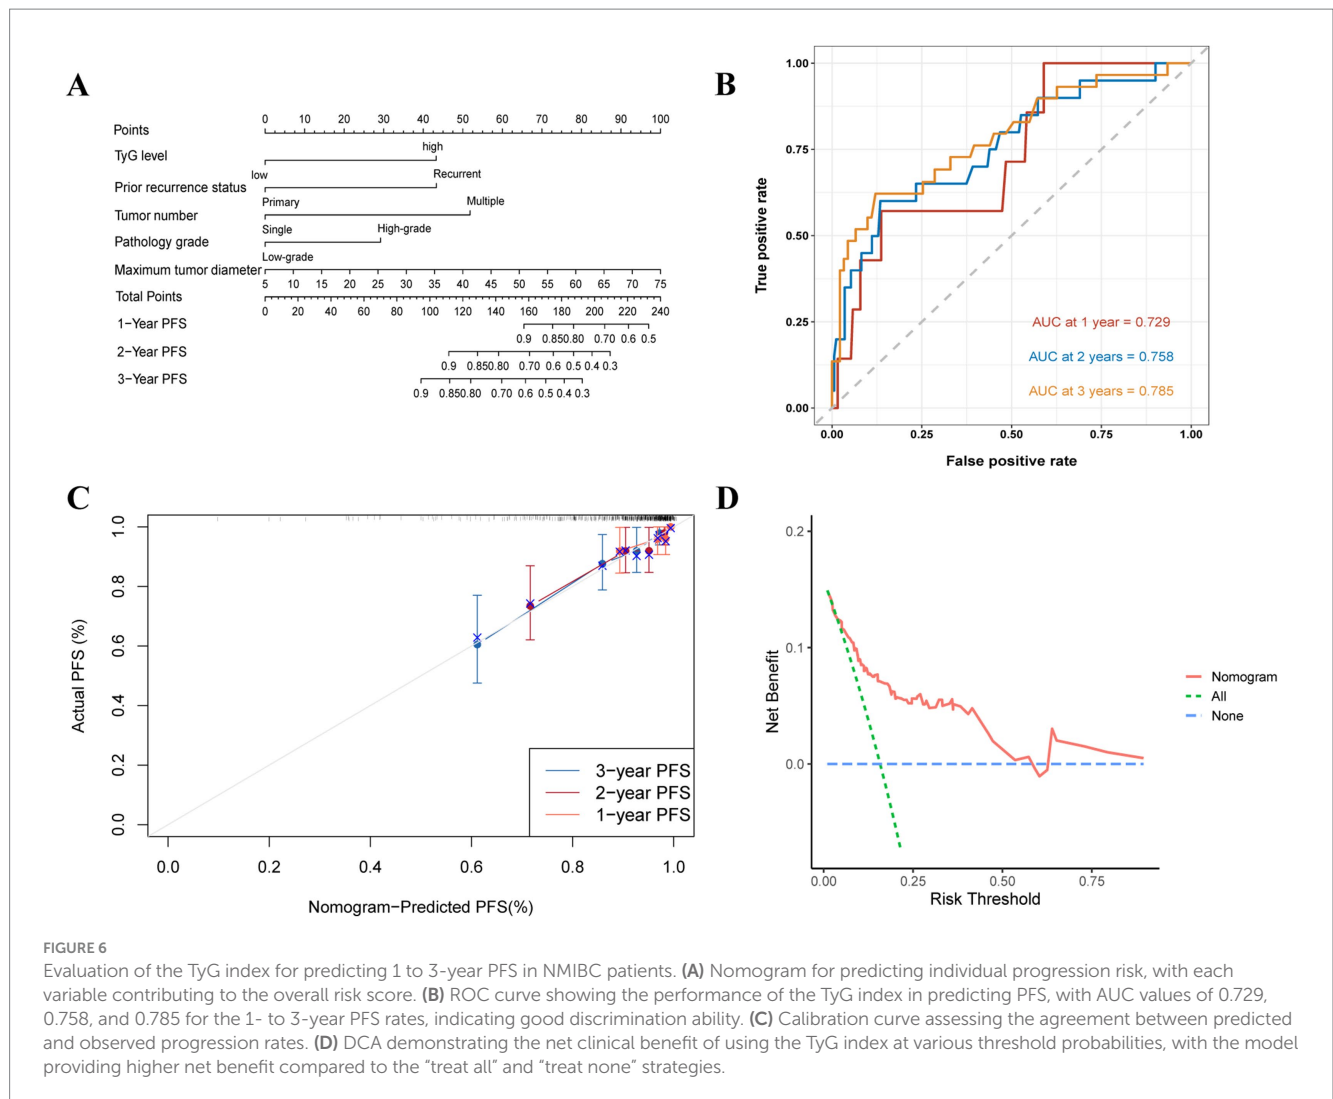 A
Points
0 10 20 30 40 50 60 70 80 90 100
TyG level
high
low
Prior recurrence status
Recurrent
Primary
Tumor number
Multiple
Single
Pathology grade
High-grade
Low-grade
Maximum tumor diameter
5 10 15 20 25 30 35 40 45 50 55 60 65 70 75
Total Points
0 20 40 60 80 100 120 140 160 180 200 220 240
1−Year PFS
0.9 0.85 0.80 0.70 0.6 0.5
2−Year PFS
0.9 0.85 0.80 0.70 0.6 0.5 0.4 0.3
3−Year PFS
0.9 0.85 0.80 0.70 0.6 0.5 0.4 0.3
B
True positive rate
1.00
0.75
0.50
0.25
0.00
AUC at 1 year = 0.729
AUC at 2 years = 0.758
AUC at 3 years = 0.785
0.00 0.25 0.50 0.75 1.00
False positive rate
C
Actual PFS (%)
1.0
0.8
0.6
0.4
0.2
0.0
3-year PFS
2-year PFS
1-year PFS
0.0 0.2 0.4 0.6 0.8 1.0
Nomogram−Predicted PFS(%)
D
Net Benefit
0.2
0.1
0.0
Nomogram
All
None
0.00 0.25 0.50 0.75
Risk Threshold
FIGURE 6
Evaluation of the TyG index for predicting 1 to 3-year PFS in NMIBC patients. (A) Nomogram for predicting individual progression risk, with each
variable contributing to the overall risk score. (B) ROC curve showing the performance of the TyG index in predicting PFS, with AUC values of 0.729,
0.758, and 0.785 for the 1- to 3-year PFS rates, indicating good discrimination ability. (C) Calibration curve assessing the agreement between predicted
and observed progression rates. (D) DCA demonstrating the net clinical benefit of using the TyG index at various threshold probabilities, with the model
providing higher net benefit compared to the “treat all” and “treat none” strategies.